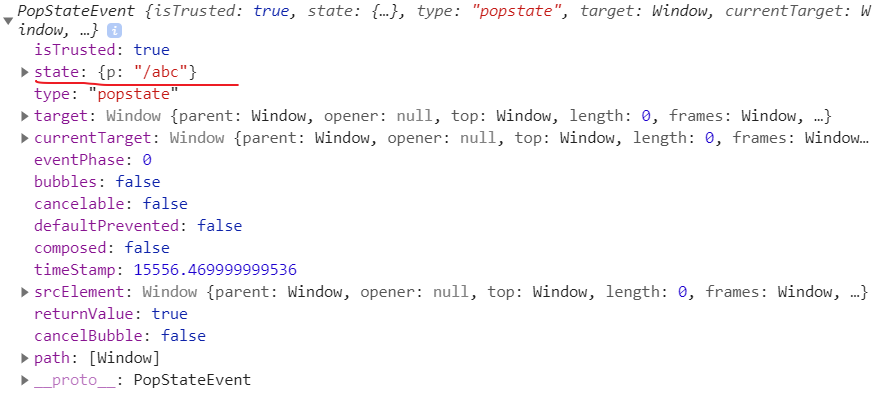 PopStateEvent {isTrusted: true, state: {…}, type: "popstate", target: Window, currentTarget: W
indow, …} i
isTrusted: true
state: {p: "/abc"}
type: "popstate"
target: Window {parent: Window, opener: null, top: Window, length: 0, frames: Window, …}
currentTarget: Window {parent: Window, opener: null, top: Window, length: 0, frames: Window…
eventPhase: 0
bubbles: false
cancelable: false
defaultPrevented: false
composed: false
timeStamp: 15556.469999999536
srcElement: Window {parent: Window, opener: null, top: Window, length: 0, frames: Window, …}
returnValue: true
cancelBubble: false
path: [Window]
__proto__: PopStateEvent